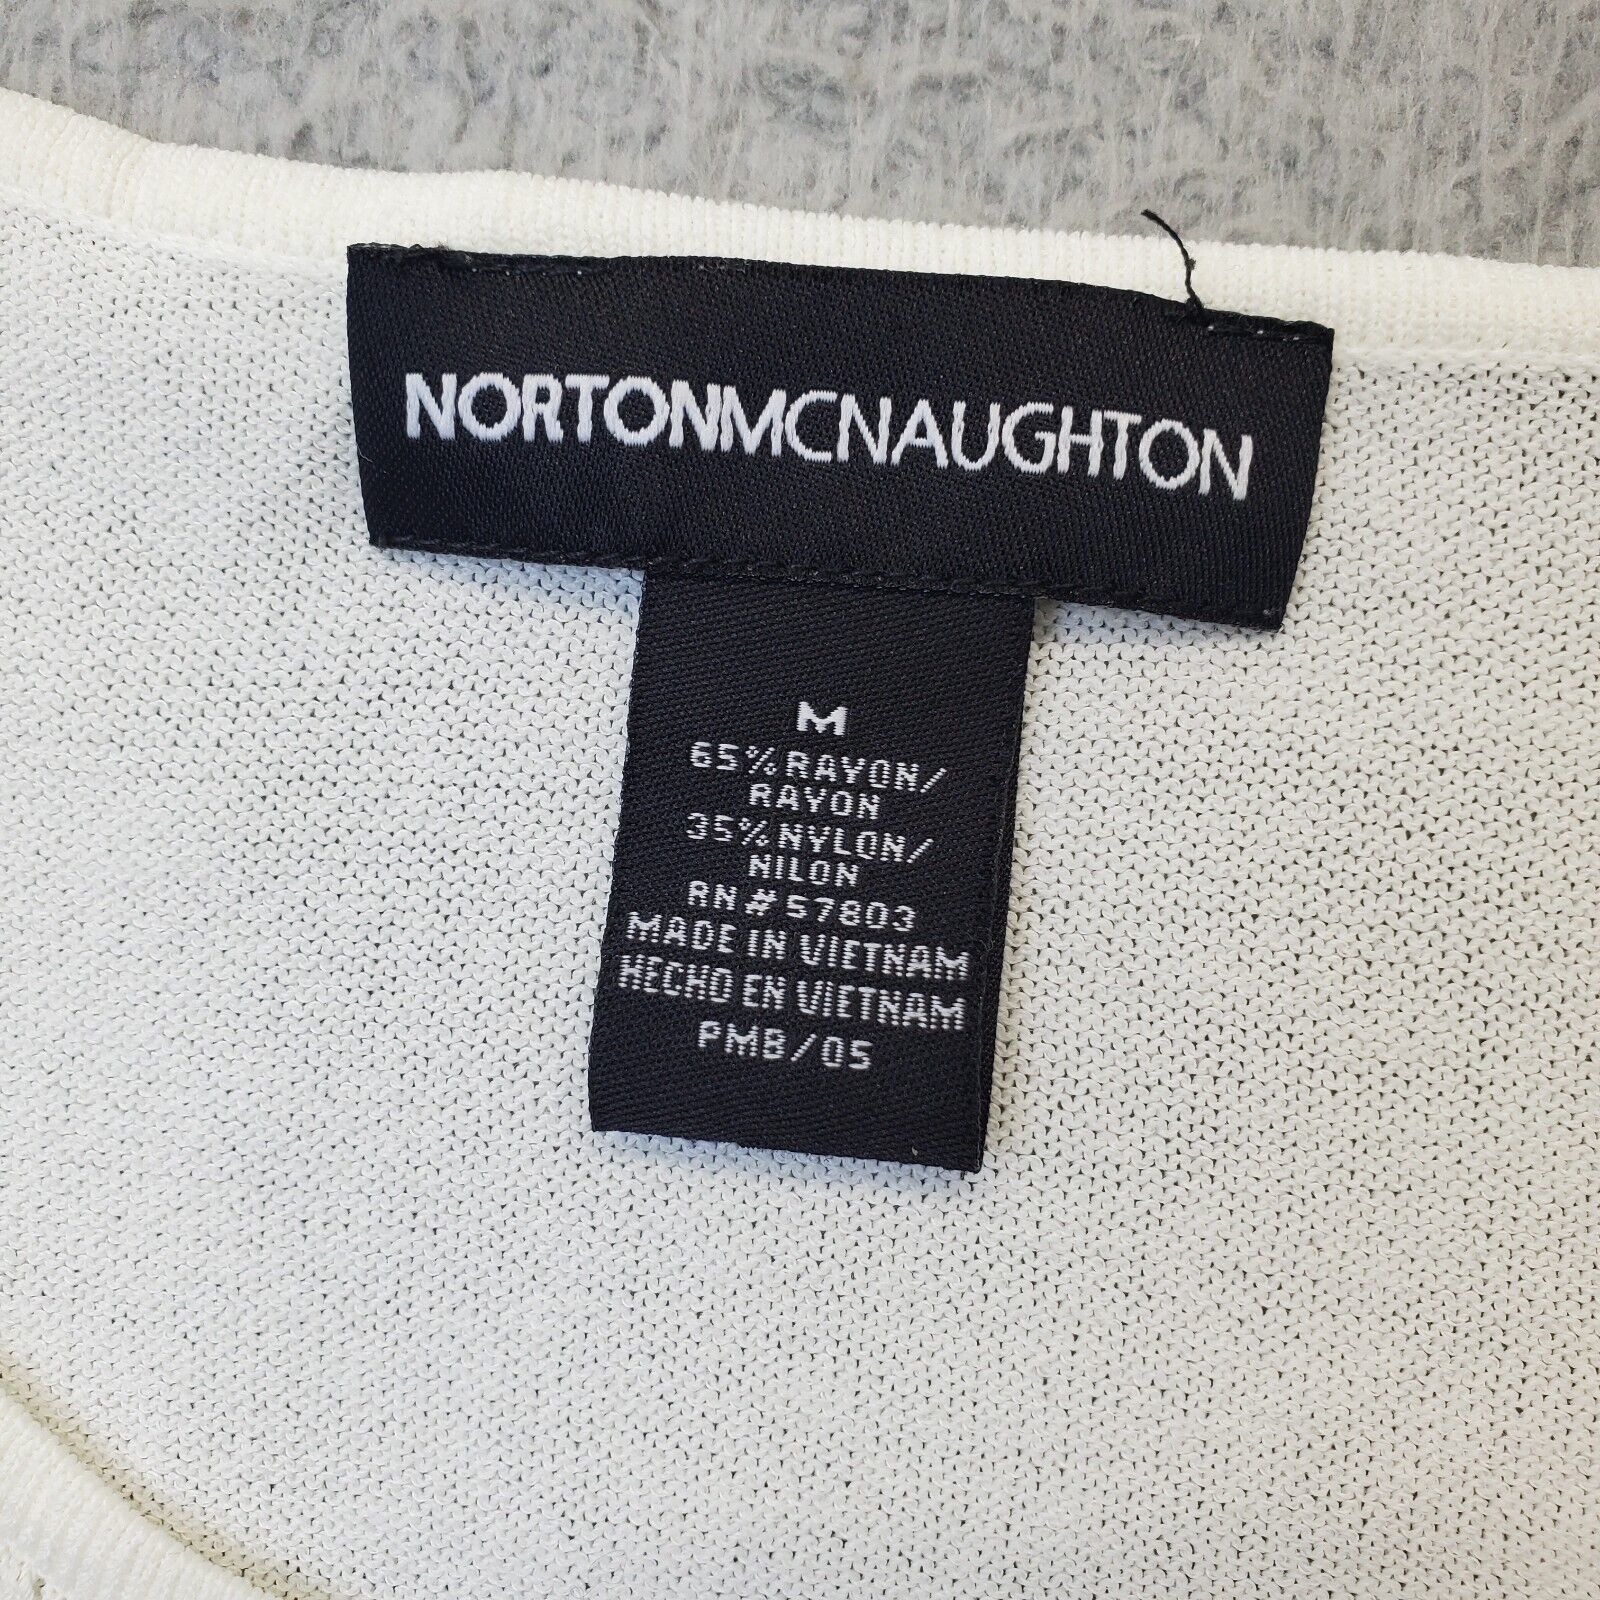 NORTONMCNAUGHTON
M
65%RAYON/
RAYON
35%NYLON/
NILON
RN#57803
MADE IN VIETNAM
HECHO EN VIETNAM
PMB/05